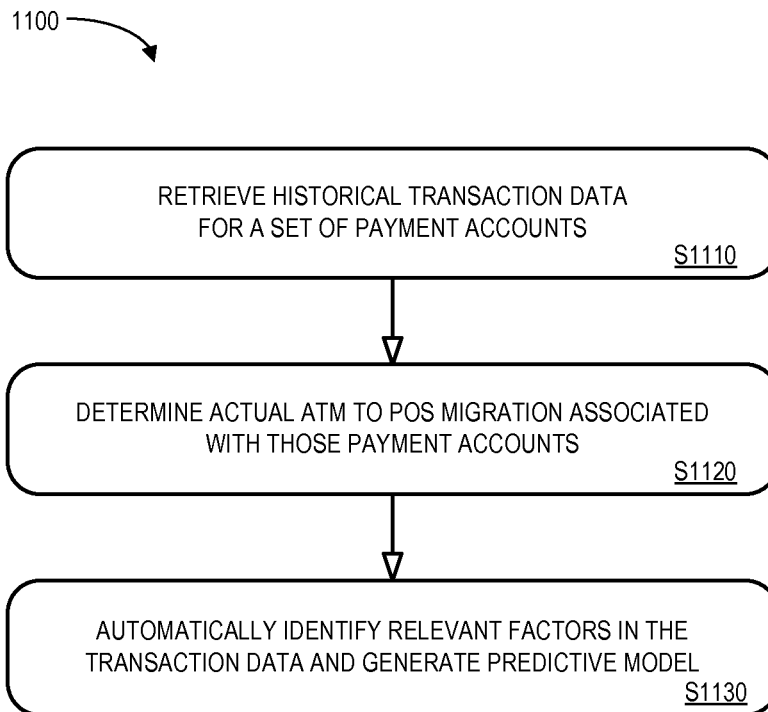 1100
RETRIEVE HISTORICAL TRANSACTION DATA
FOR A SET OF PAYMENT ACCOUNTS
S1110
DETERMINE ACTUAL ATM TO POS MIGRATION ASSOCIATED
WITH THOSE PAYMENT ACCOUNTS
S1120
AUTOMATICALLY IDENTIFY RELEVANT FACTORS IN THE
TRANSACTION DATA AND GENERATE PREDICTIVE MODEL
S1130